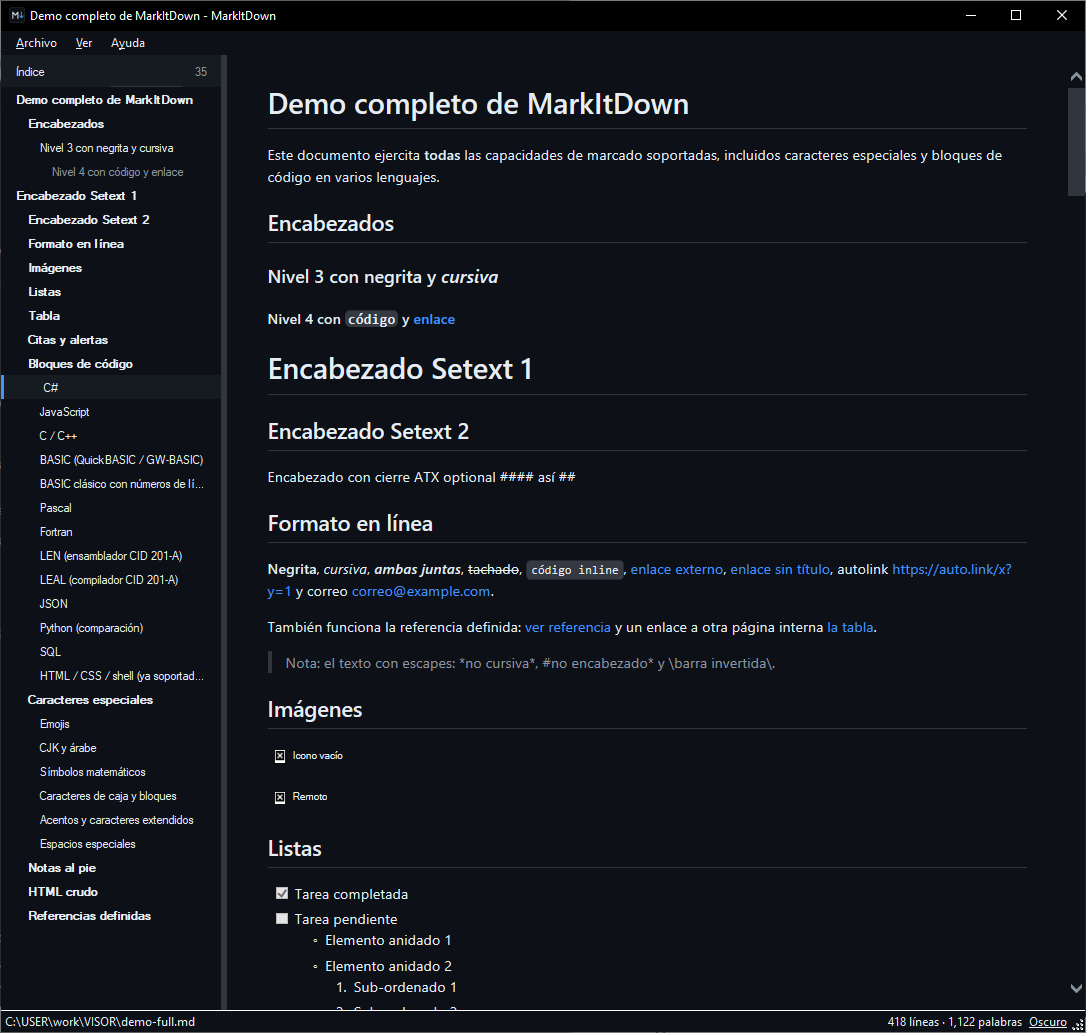 Demo completo de MarkItDown - MarkItDown
Archivo Ver Ayuda
Índice 35
Demo completo de MarkItDown
Encabezados
Nivel 3 con negrita y cursiva
Nivel 4 con código y enlace
Encabezado Setext 1
Encabezado Setext 2
Formato en línea
Imágenes
Listas
Tabla
Citas y alertas
Bloques de código
C#
JavaScript
C / C++
BASIC (QuickBASIC / GW-BASIC)
BASIC clásico con números de lí...
Pascal
Fortran
LEN (ensamblador CID 201-A)
LEAL (compilador CID 201-A)
JSON
Python (comparación)
SQL
HTML / CSS / shell (ya soportad...
Caracteres especiales
Emojis
CJK y árabe
Símbolos matemáticos
Caracteres de caja y bloques
Acentos y caracteres extendidos
Espacios especiales
Notas al pie
HTML crudo
Referencias definidas
Demo completo de MarkItDown
Este documento ejercita todas las capacidades de marcado soportadas, incluidos caracteres especiales y bloques de
código en varios lenguajes.
Encabezados
Nivel 3 con negrita y cursiva
Nivel 4 con código y enlace
Encabezado Setext 1
Encabezado Setext 2
Encabezado con cierre ATX optional #### así ##
Formato en línea
Negrita, cursiva, ambas juntas, tachado, código inline, enlace externo, enlace sin título, autolink https://auto.link/x?
y=1 y correo correo@example.com.
También funciona la referencia definida: ver referencia y un enlace a otra página interna la tabla.
Nota: el texto con escapes: *no cursiva*, #no encabezado* y \barra invertida\.
Imágenes
Icono vacío
Remoto
Listas
Tarea completada
Tarea pendiente
Elemento anidado 1
Elemento anidado 2
1. Sub-ordenado 1
C:\USER\work\VISOR\demo-full.md
418 líneas · 1,122 palabras Oscuro